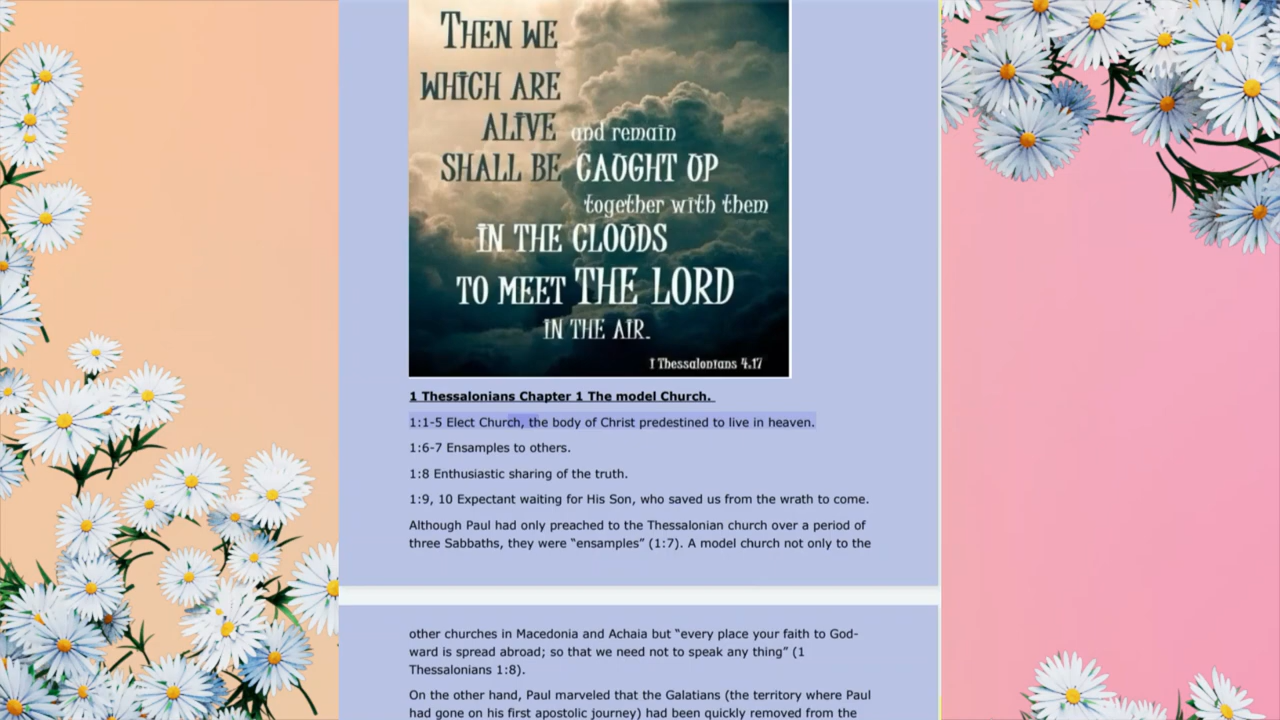 THEN WE
WHICH ARE
ALIVE and remain
SHALL BE CAUGHT UP
together with them
IN THE CLOUDS
TO MEET THE LORD
IN THE AIR.
1 Thessalonians 4.17
1 Thessalonians Chapter 1 The model Church.
1:1-5 Elect Church, the body of Christ predestined to live in heaven.
1:6-7 Ensamples to others.
1:8 Enthusiastic sharing of the truth.
1:9, 10 Expectant waiting for His Son, who saved us from the wrath to come.
Although Paul had only preached to the Thessalonian church over a period of
three Sabbaths, they were “ensamples” (1:7). A model church not only to the
other churches in Macedonia and Achaia but “every place your faith to God-
ward is spread abroad; so that we need not to speak any thing” (1
Thessalonians 1:8).
On the other hand, Paul marveled that the Galatians (the territory where Paul
had gone on his first apostolic journey) had been quickly removed from the